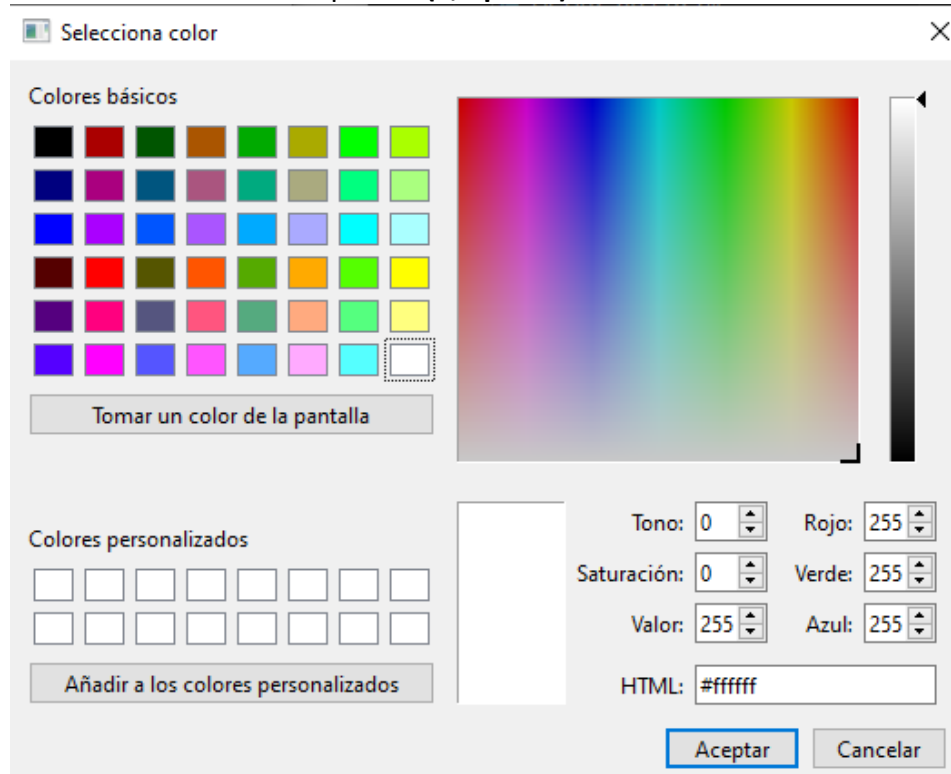 Selecciona color
Colores básicos
Tomar un color de la pantalla
Colores personalizados
Añadir a los colores personalizados
Tono: 0
Rojo: 255
Saturación: 0
Verde: 255
Valor: 255
Azul: 255
HTML: #ffffff
Aceptar
Cancelar